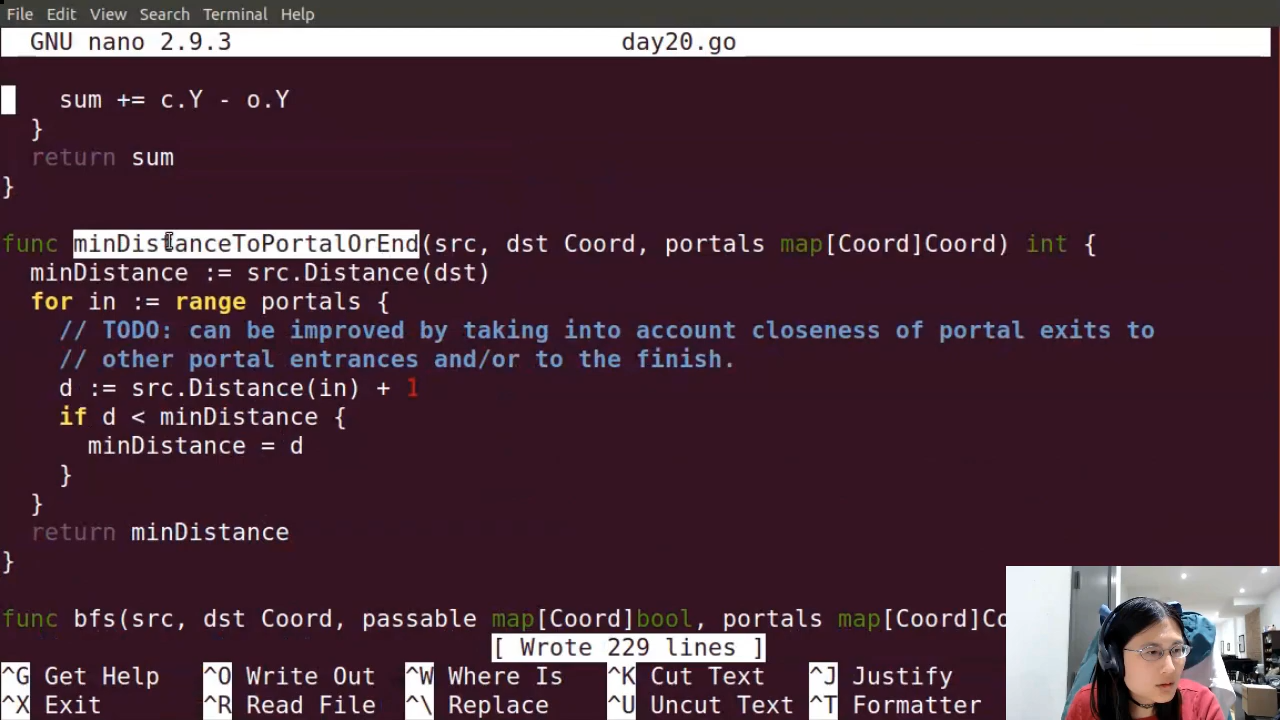 File Edit View Search Terminal Help
GNU nano 2.9.3 day20.go
sum += c.Y - o.Y
}
return sum
}
func minDistanceToPortalOrEnd(src, dst Coord, portals map[Coord]Coord) int {
minDistance := src.Distance(dst)
for in := range portals {
// TODO: can be improved by taking into account closeness of portal exits to
// other portal entrances and/or to the finish.
d := src.Distance(in) + 1
if d < minDistance {
minDistance = d
}
}
return minDistance
}
func bfs(src, dst Coord, passable map[Coord]bool, portals map[Coord]Co
[ Wrote 229 lines ]
^G Get Help ^O Write Out ^W Where Is ^K Cut Text ^J Justify
^X Exit ^R Read File ^\ Replace ^U Uncut Text ^T Formatter